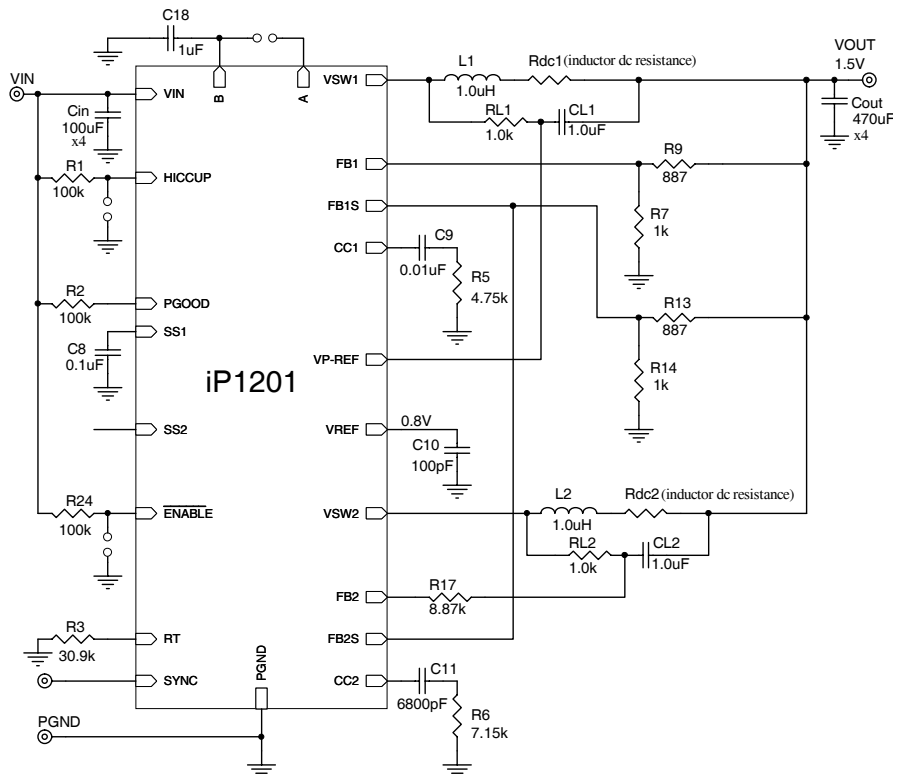 C18
1uF
VOUT
1.5V
VIN
B
A
VIN
Cin
100uF
x4
VSW1
L1
1.0uH
Rdc1 (inductor dc resistance)
RL1
1.0k
CL1
1.0uF
Cout
470uF
x4
R1
100k
HICCUP
FB1
R9
887
R7
1k
FB1S
CC1
C9
0.01uF
R5
4.75k
R2
100k
PGOOD
SS1
C8
0.1uF
R13
887
R14
1k
VP-REF
iP1201
SS2
VREF
0.8V
C10
100pF
R24
100k
ENABLE
VSW2
L2
1.0uH
Rdc2 (inductor dc resistance)
RL2
1.0k
CL2
1.0uF
FB2
R17
8.87k
R3
30.9k
RT
FB2S
SYNC
PGND
CC2
C11
6800pF
R6
7.15k
PGND